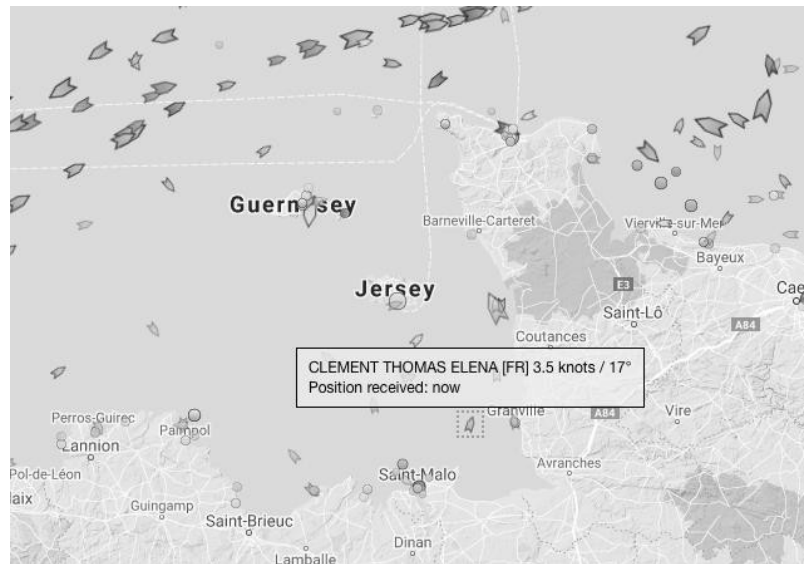 Guernsey
Barneville-Carteret
Vierville-sur-Mer
Bayeux
Jersey
E3
Cae
Saint-Lô
A84
Coutances
CLEMENT THOMAS ELENA [FR] 3.5 knots / 17°
Position received: now
Granville
A84
Vire
Perros-Guirec
Paimpol
Lannion
Pol-de-Léon
laix
Saint-Malo
Avranches
Guingamp
Saint-Brieuc
Dinan
Lamballe